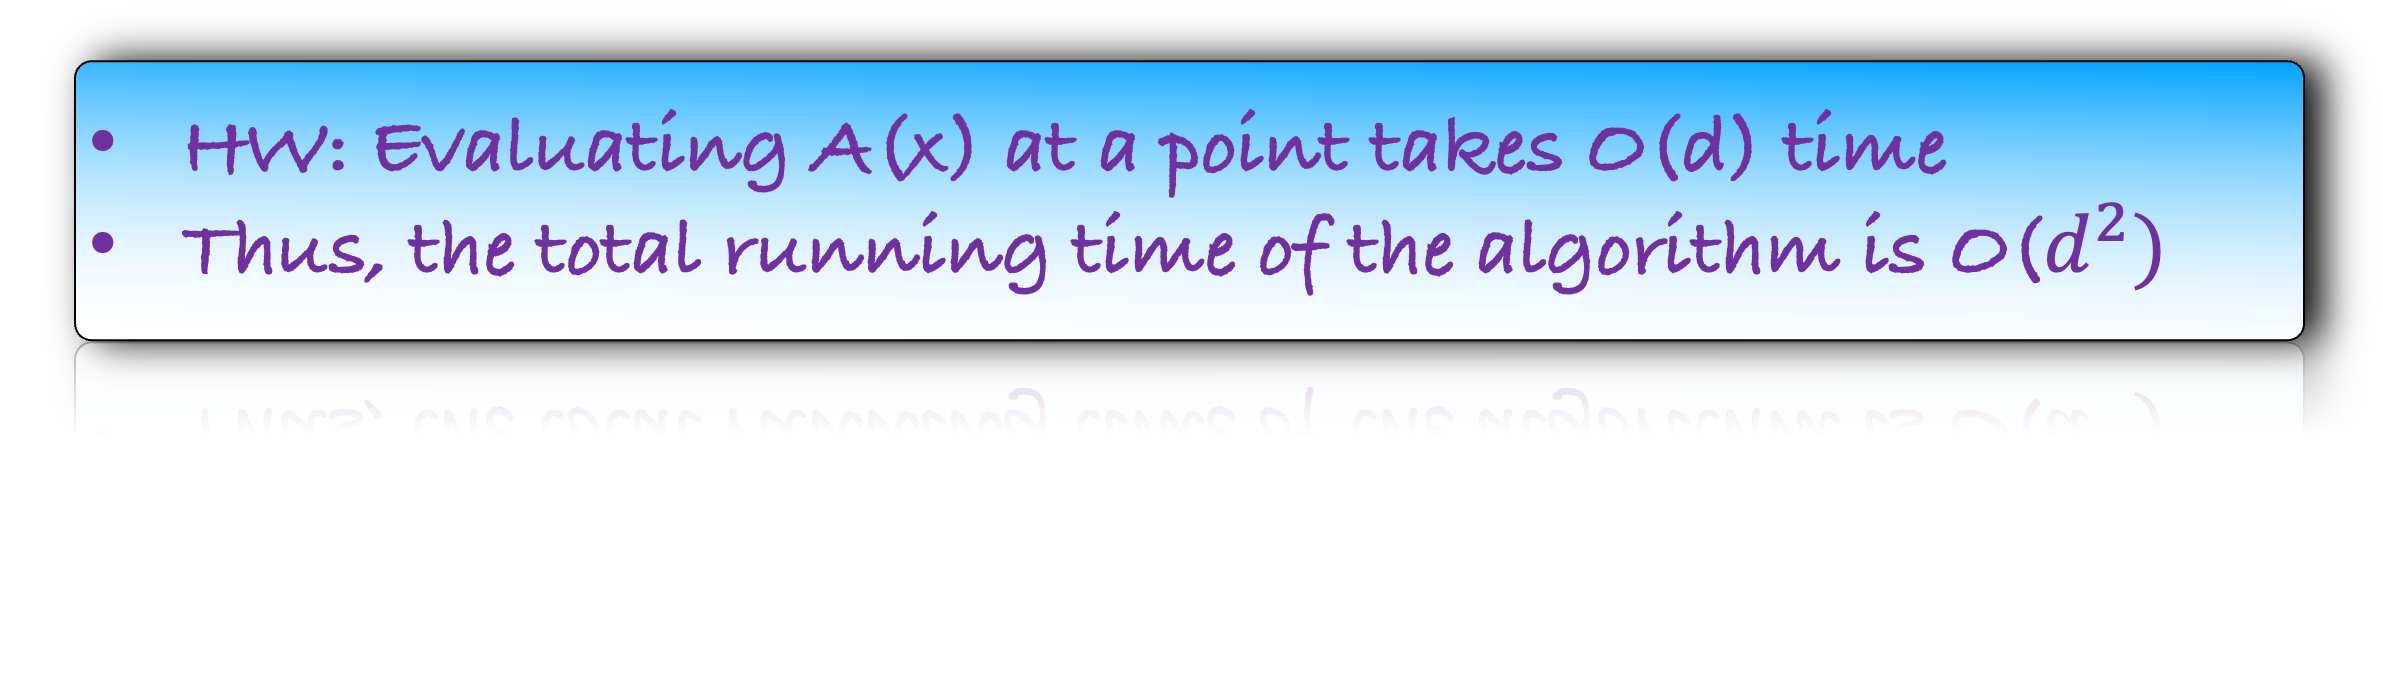 • HW: Evaluating A(x) at a point takes O(d) time
• Thus, the total running time of the algorithm is O(d²)